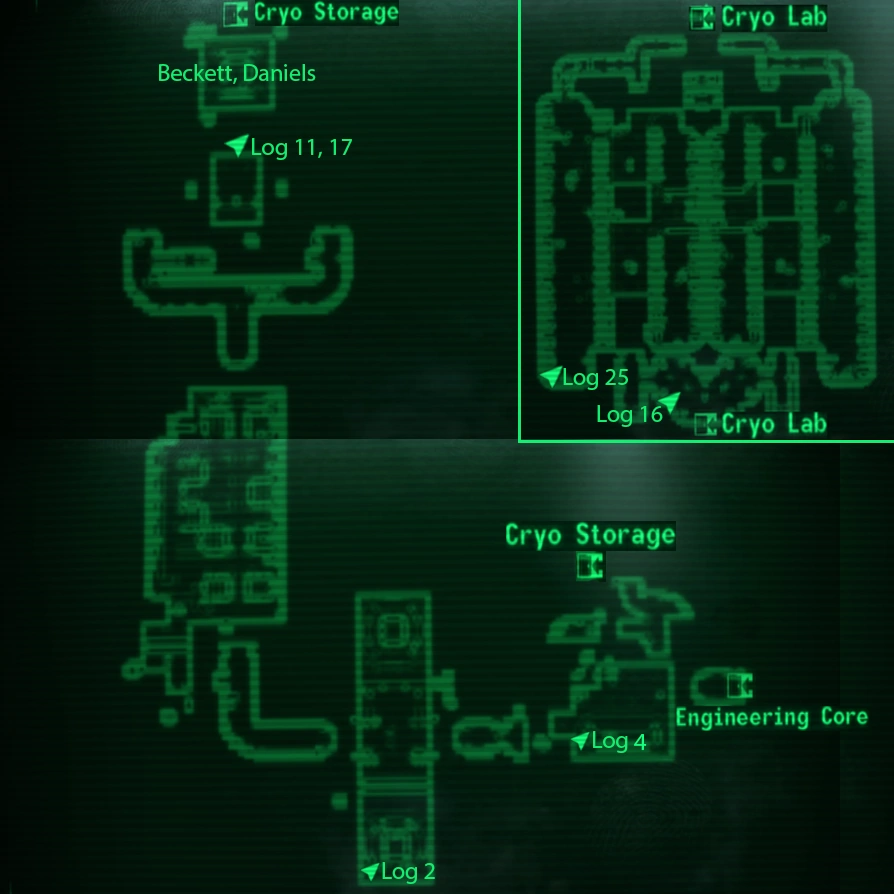 Cryo Storage
Beckett, Daniels
Log 11, 17
Cryo Lab
Log 25
Log 16
Cryo Lab
Cryo Storage
Engineering Core
Log 4
Log 2